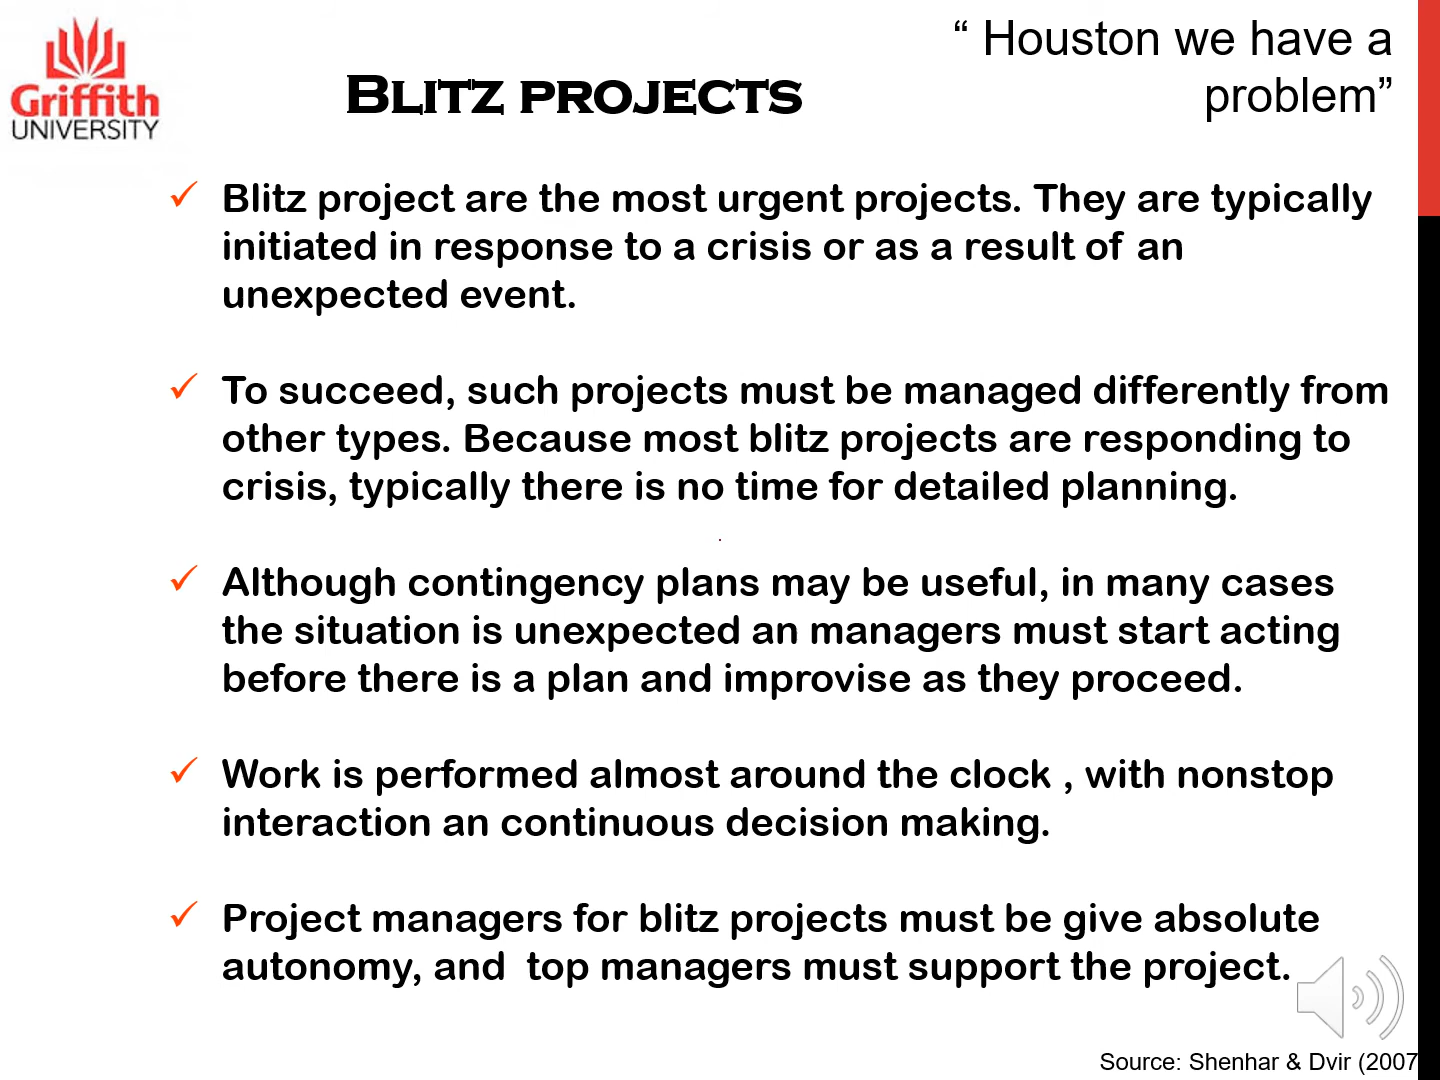 Griffith
UNIVERSITY
“ Houston we have a
problem”
BLITZ PROJECTS
Blitz project are the most urgent projects. They are typically
initiated in response to a crisis or as a result of an
unexpected event.
To succeed, such projects must be managed differently from
other types. Because most blitz projects are responding to
crisis, typically there is no time for detailed planning.
.
Although contingency plans may be useful, in many cases
the situation is unexpected an managers must start acting
before there is a plan and improvise as they proceed.
Work is performed almost around the clock , with nonstop
interaction an continuous decision making.
Project managers for blitz projects must be give absolute
autonomy, and  top managers must support the project.
Source: Shenhar & Dvir (2007